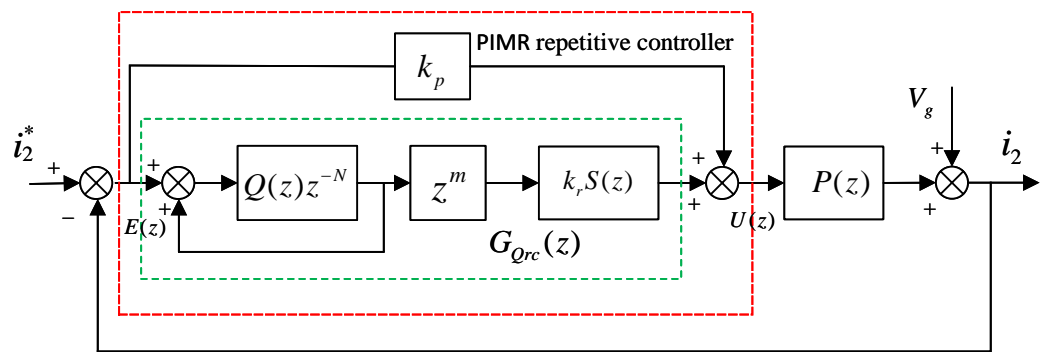 PIMR repetitive controller
k_p
V_g
i_2^*
i_2
+
−
+
+
Q(z)z^{-N}
z^m
k_r S(z)
+
+
P(z)
+
+
E(z)
G_{Qrc}(z)
U(z)